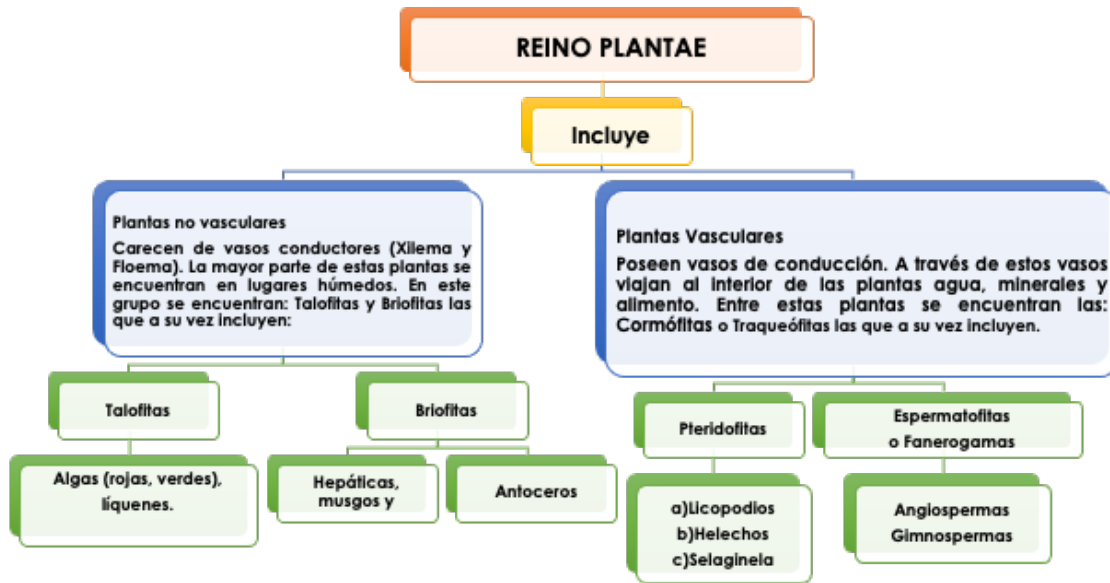 REINO PLANTAE
Incluye
Plantas no vasculares
Carecen de vasos conductores (Xilema y
Floema). La mayor parte de estas plantas se
encuentran en lugares húmedos. En este
grupo se encuentran: Talofitas y Briofitas las
que a su vez incluyen:
Plantas Vasculares
Poseen vasos de conducción. A través de estos vasos
viajan al interior de las plantas agua, minerales y
alimento. Entre estas plantas se encuentran las:
Cormófitas o Traqueófitas las que a su vez incluyen.
Talofitas
Briofitas
Pteridofitas
Espermatofitas
o Fanerogamas
Algas (rojas, verdes),
líquenes.
Hepáticas,
musgos y
Antoceros
a)Licopodios
b)Helechos
c)Selaginela
Angiospermas
Gimnospermas